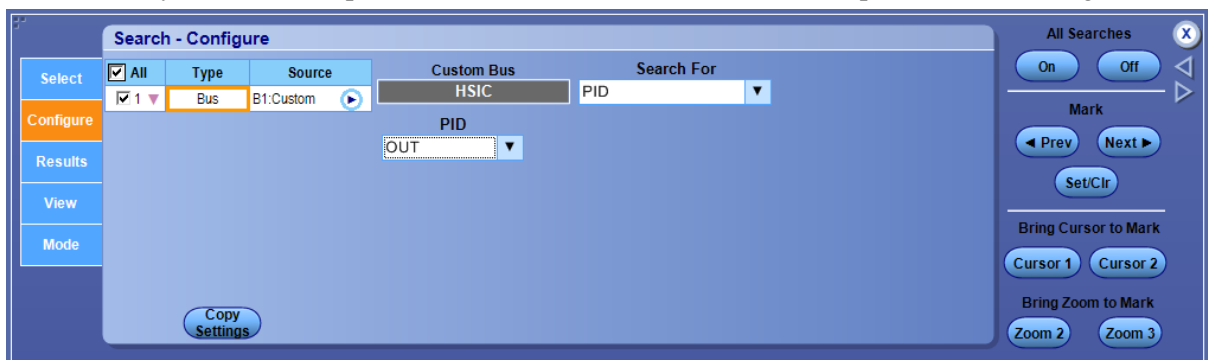 Search - Configure
Select
Configure
Results
View
Mode
All Type Source
1 Bus B1:Custom
Custom Bus
HSIC
Search For
PID
PID
OUT
Copy
Settings
All Searches
On Off
X
Mark
Prev Next
Set/Clr
Bring Cursor to Mark
Cursor 1 Cursor 2
Bring Zoom to Mark
Zoom 2 Zoom 3